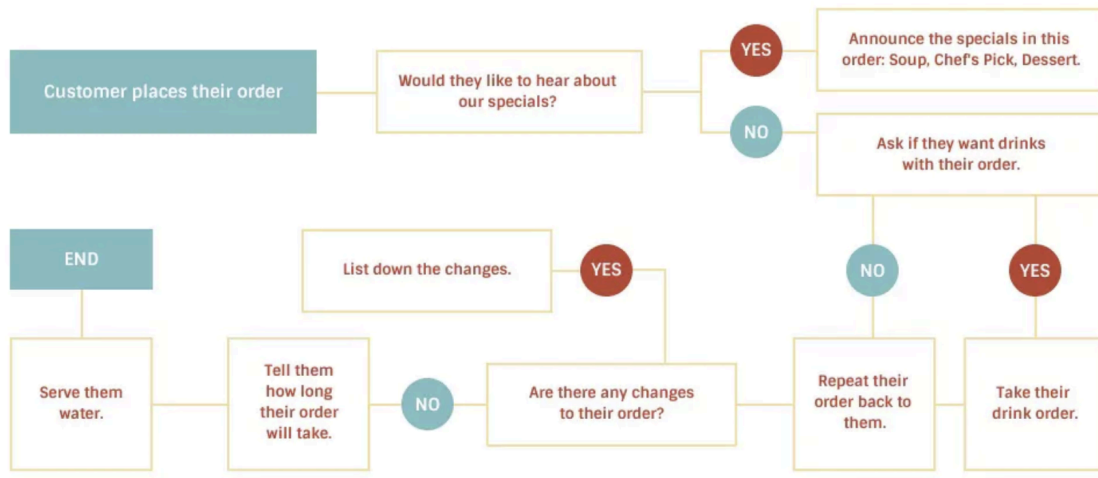 Customer places their order
Would they like to hear about
our specials?
YES
Announce the specials in this
order: Soup, Chef's Pick, Dessert.
NO
Ask if they want drinks
with their order.
NO
YES
Take their
drink order.
Repeat their
order back to
them.
Are there any changes
to their order?
YES
List down the changes.
NO
Tell them
how long
their order
will take.
Serve them
water.
END